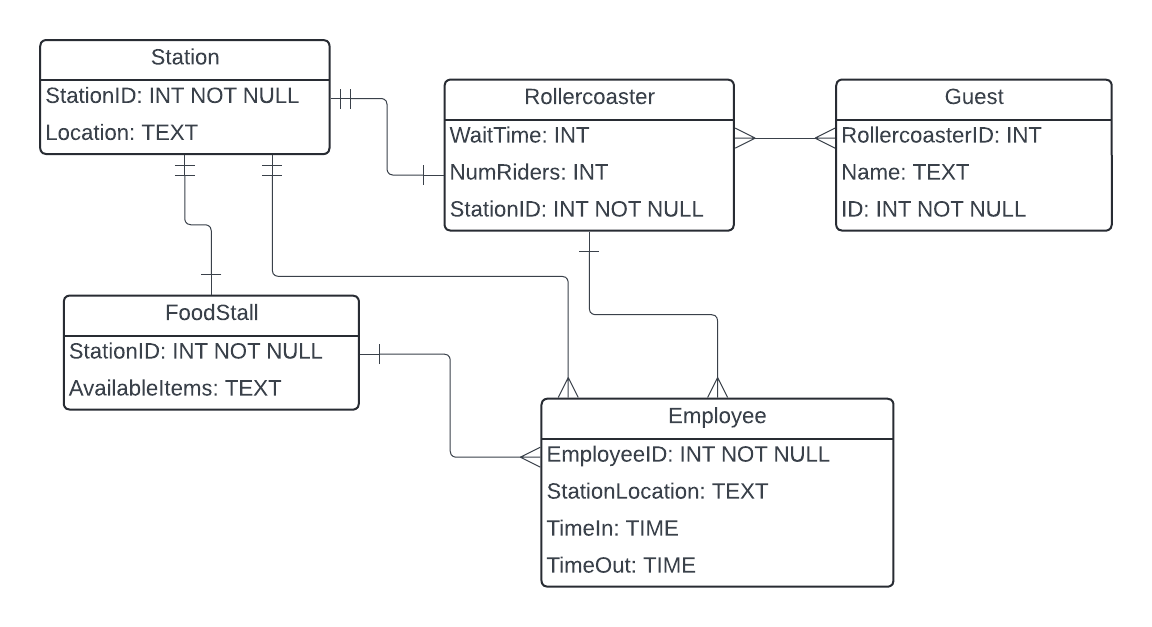 Station
StationID: INT NOT NULL
Location: TEXT
Rollercoaster
WaitTime: INT
NumRiders: INT
StationID: INT NOT NULL
Guest
RollercoasterID: INT
Name: TEXT
ID: INT NOT NULL
FoodStall
StationID: INT NOT NULL
AvailableItems: TEXT
Employee
EmployeeID: INT NOT NULL
StationLocation: TEXT
TimeIn: TIME
TimeOut: TIME